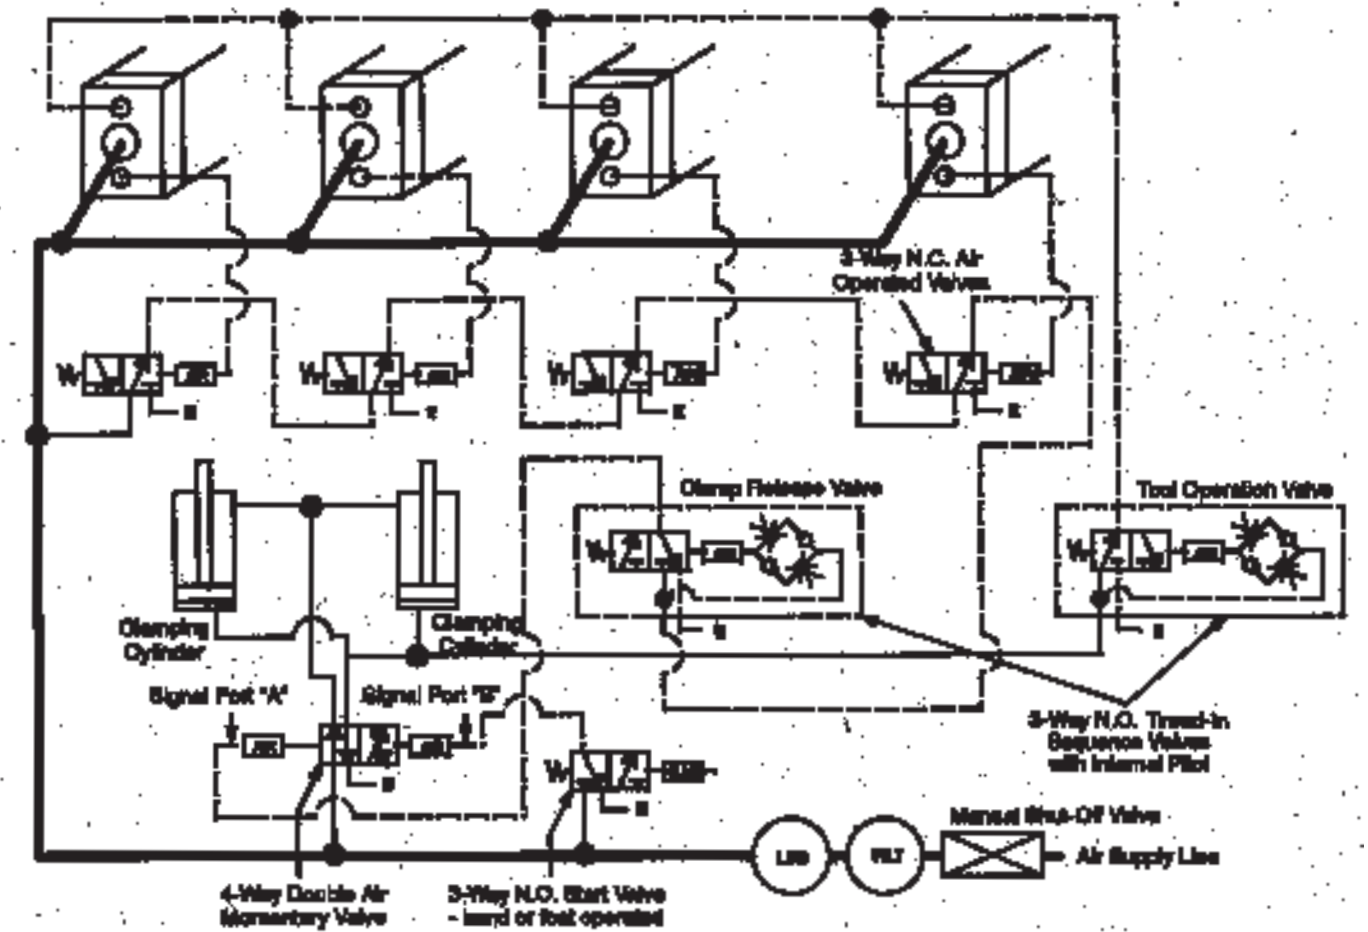 3-Way N.C. Air
Operated Valves
Clamp Release Valve
Tool Operation Valve
Clamping
Cylinder
Clamping
Cylinder
Signal Port "A"
Signal Port "B"
3-Way N.O. Timed-In
Sequence Valves
with Internal Pilot
Manual Shut-Off Valve
LUB
FILT
Air Supply Line
4-Way Double Air
Momentary Valve
3-Way N.O. Start Valve
- hand or foot operated
E
E
E
E
E
E
E
E